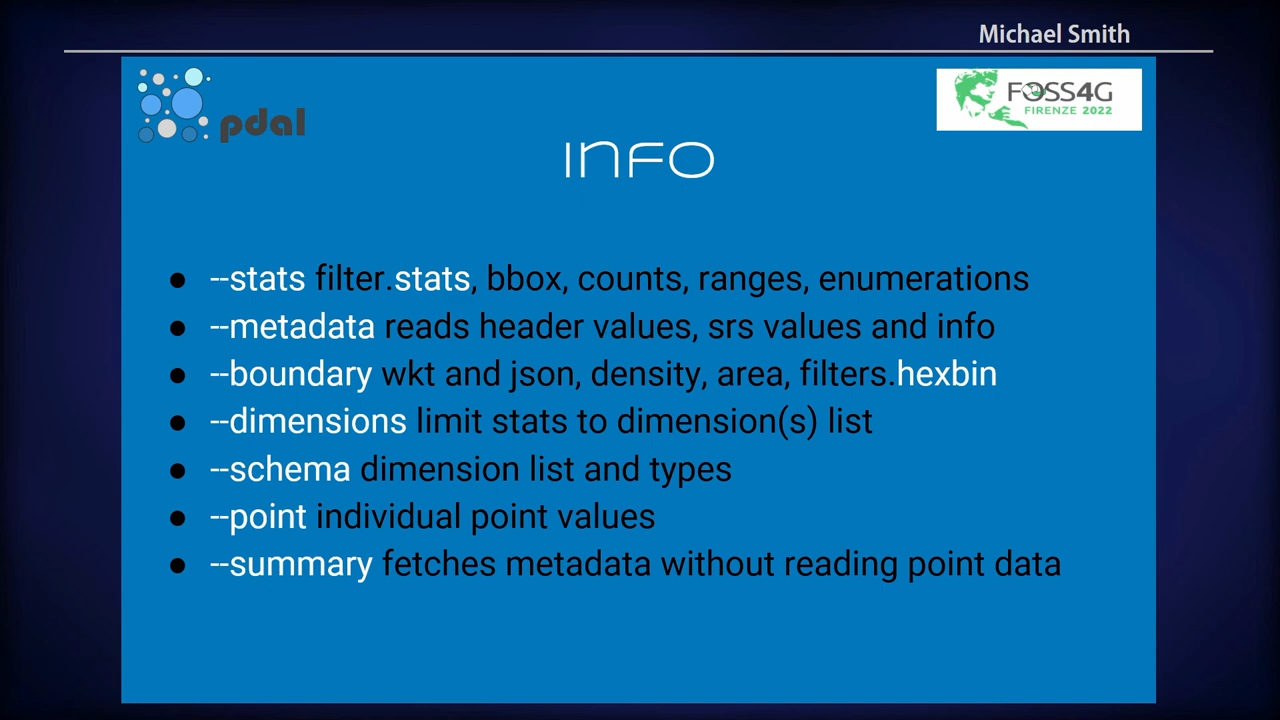 Michael Smith
pdal
FOSS4G
FIRENZE 2022
INFO
● --stats filter.stats, bbox, counts, ranges, enumerations
● --metadata reads header values, srs values and info
● --boundary wkt and json, density, area, filters.hexbin
● --dimensions limit stats to dimension(s) list
● --schema dimension list and types
● --point individual point values
● --summary fetches metadata without reading point data